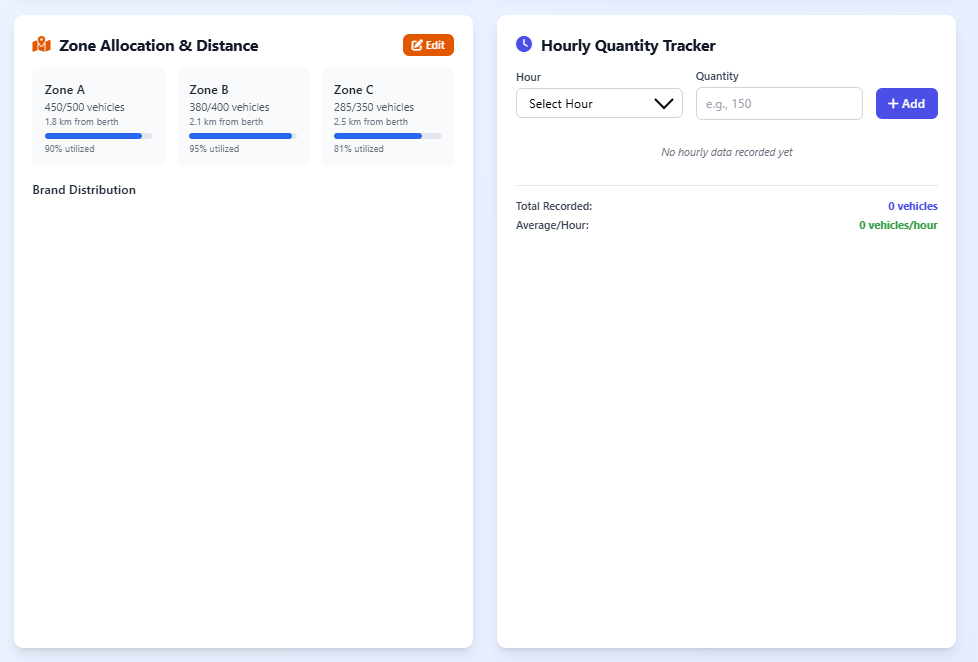 Zone Allocation & Distance
Edit
Zone A
450/500 vehicles
1.8 km from berth
90% utilized
Zone B
380/400 vehicles
2.1 km from berth
95% utilized
Zone C
285/350 vehicles
2.5 km from berth
81% utilized
Brand Distribution
Hourly Quantity Tracker
Hour
Select Hour
Quantity
e.g., 150
+ Add
No hourly data recorded yet
Total Recorded: 0 vehicles
Average/Hour: 0 vehicles/hour